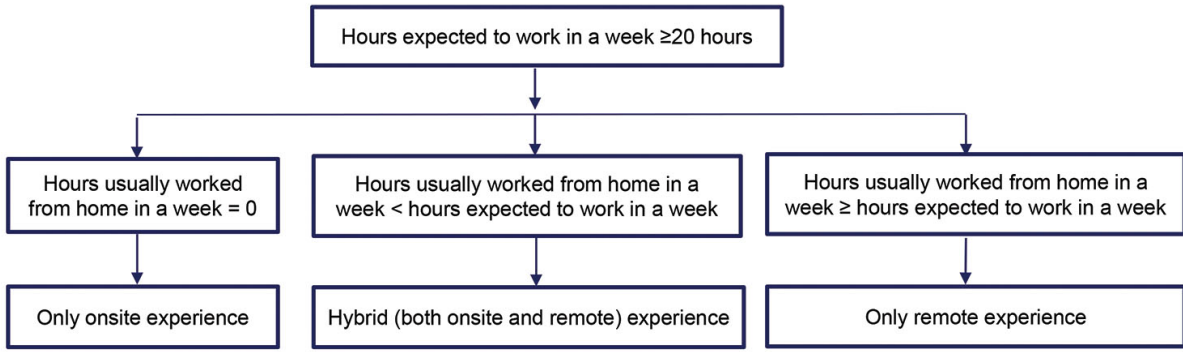 Hours expected to work in a week ≥20 hours
Hours usually worked
from home in a week = 0
Hours usually worked from home in a
week < hours expected to work in a week
Hours usually worked from home in a
week ≥ hours expected to work in a week
Only onsite experience
Hybrid (both onsite and remote) experience
Only remote experience